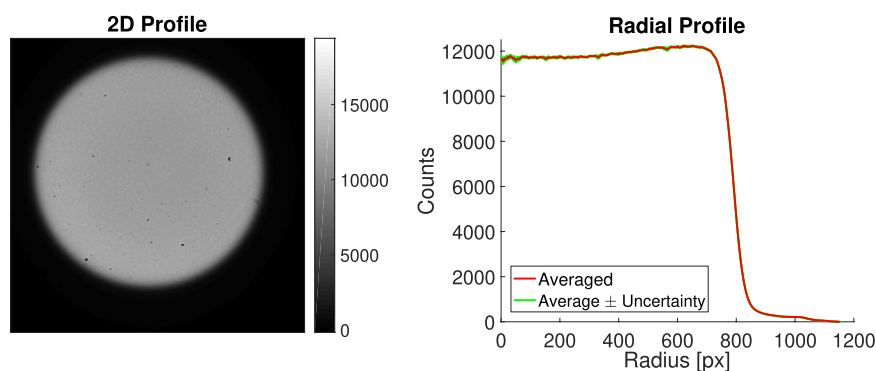 2D Profile
15000
10000
5000
0
Radial Profile
Counts
12000
10000
8000
6000
4000
2000
0
Averaged
Average ± Uncertainty
0 200 400 600 800 1000 1200
Radius [px]